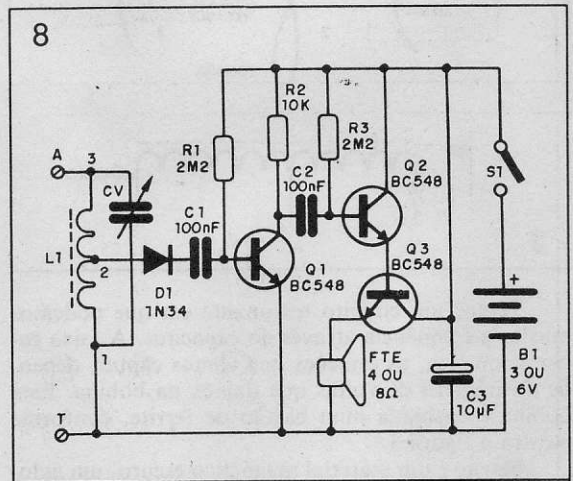 8
A
3
CV
L1
2
1
T
D1
1N34
C1
100nF
R1
2M2
R2
10K
C2
100nF
R3
2M2
Q1
BC548
Q2
BC548
Q3
BC548
FTE
4 OU
8Ω
C3
10µF
S1
+
B1
3 OU
6V